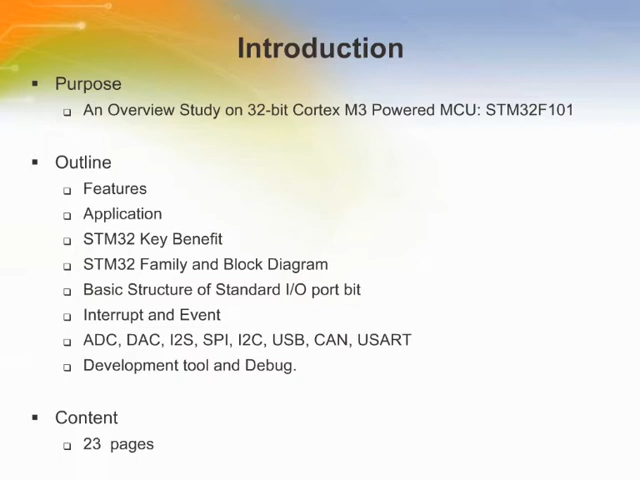 Introduction
Purpose
An Overview Study on 32-bit Cortex M3 Powered MCU: STM32F101
Outline
Features
Application
STM32 Key Benefit
STM32 Family and Block Diagram
Basic Structure of Standard I/O port bit
Interrupt and Event
ADC, DAC, I2S, SPI, I2C, USB, CAN, USART
Development tool and Debug.
Content
23 pages